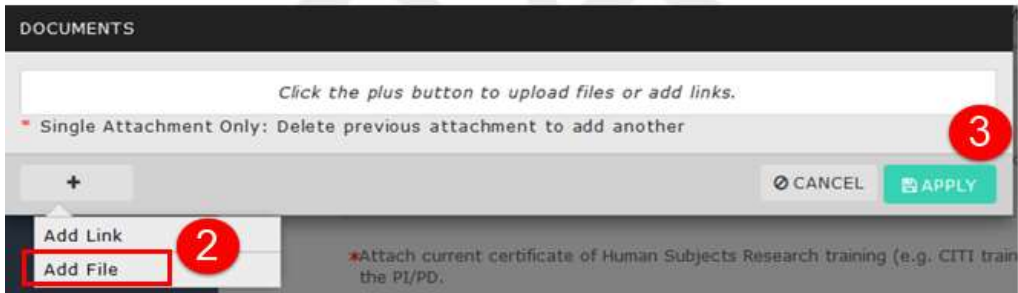 DOCUMENTS
Click the plus button to upload files or add links.
* Single Attachment Only: Delete previous attachment to add another
3
+
CANCEL
APPLY
Add Link
2
Add File
*Attach current certificate of Human Subjects Research training (e.g. CITI train
the PI/PD.